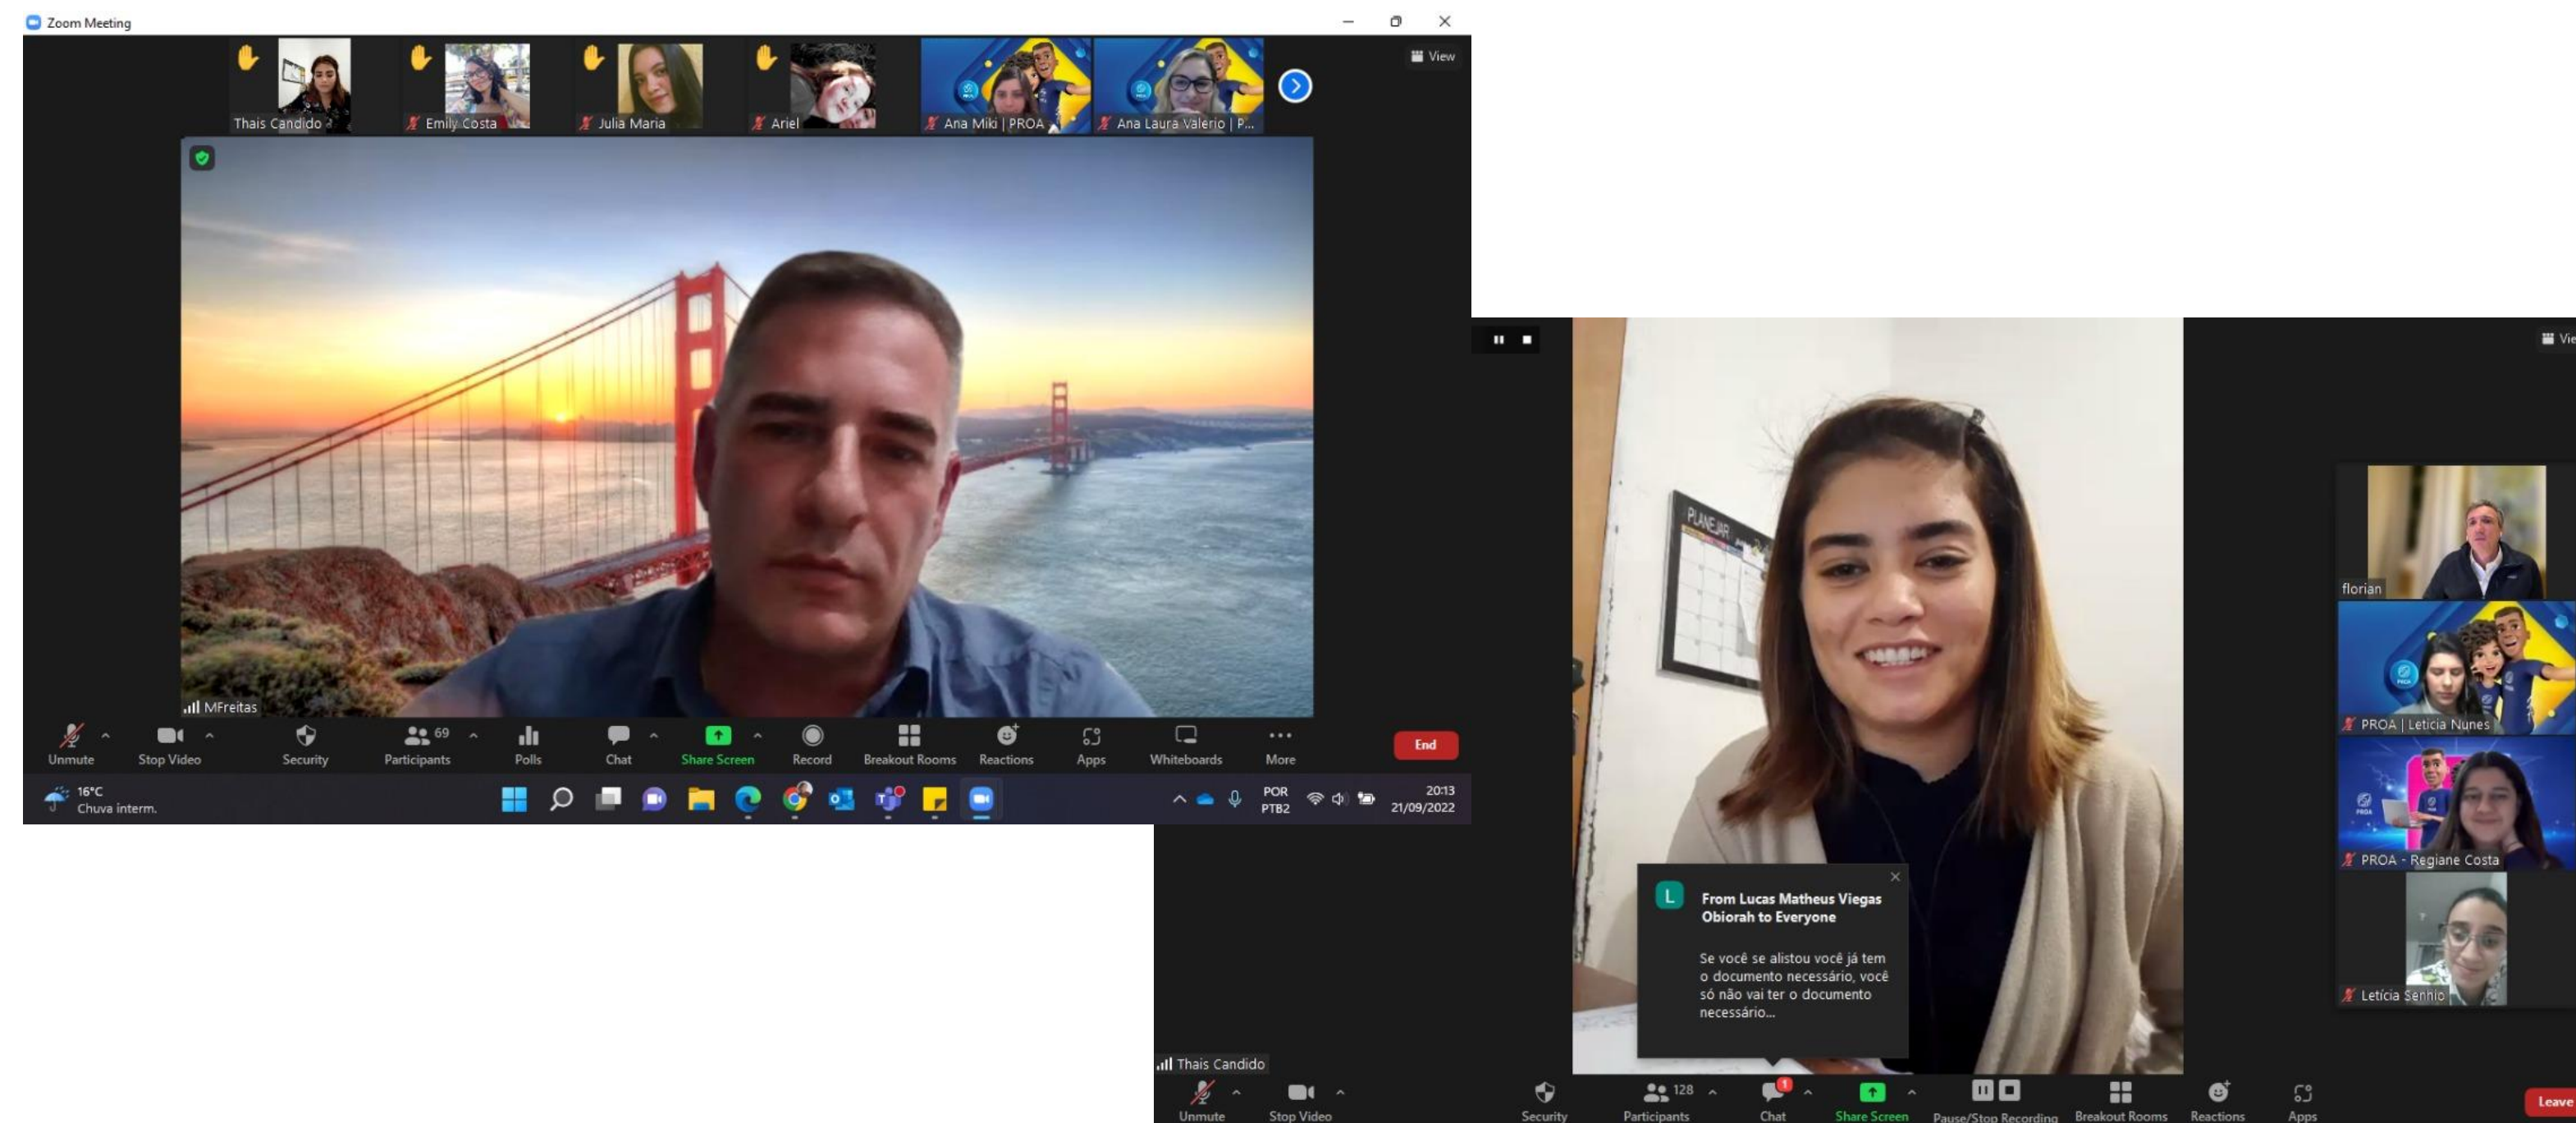 Zoom Meeting
View
Thais Candido
Emily Costa
Julia Maria
Ariel
Ana Miki | PROA
Ana Laura Valerio | P...
MFreitas
Unmute
Stop Video
Security
69
Participants
Polls
Chat
Share Screen
Record
Breakout Rooms
Reactions
Apps
Whiteboards
More
End
16°C
Chuva interm.
POR
PTB2
20:13
21/09/2022
Vie
PLANEJAR
florian
PROA
PROA | Leticia Nunes
PROA
PROA - Regiane Costa
Letícia Senhio
L
From Lucas Matheus Viegas
Obiorah to Everyone
Se você se alistou você já tem
o documento necessário, você
só não vai ter o documento
necessário...
Thais Candido
Unmute
Stop Video
Security
128
Participants
1
Chat
Share Screen
Pause/Stop Recording
Breakout Rooms
Reactions
Apps
Leave